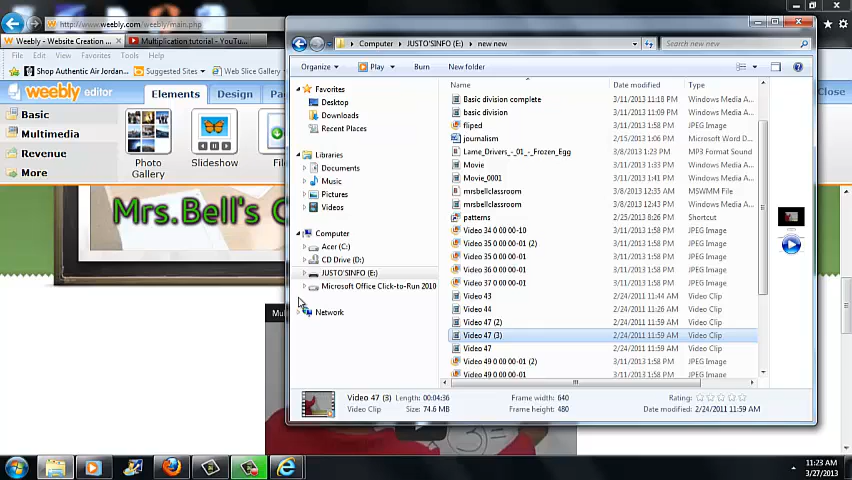 http://www.weebly.com/weebly/main.php
Weebly - Website Creation ...
Multiplication tutorial - YouTu...
File Edit View Favorites Tools
Shop Authentic Air Jordan...
Suggested Sites
Web Slice Gallery
weebly editor
Elements
Design
Close
Basic
Multimedia
Revenue
More
Photo Gallery
Slideshow
Mrs.Bell's
Computer JUSTO'SINFO (E:) new new
Search new new
Organize Play Burn New folder
Favorites
Desktop
Downloads
Recent Places
Libraries
Documents
Music
Pictures
Videos
Computer
Acer (C:)
CD Drive (D:)
JUSTO'SINFO (E:)
Microsoft Office Click-to-Run 2010
Network
Name Date modified Type
Basic division complete 3/11/2013 11:18 PM Windows Media A...
basic division 3/11/2013 11:08 PM Windows Media A...
fliped 3/11/2013 1:58 PM JPEG Image
journalism 2/15/2013 1:06 PM Microsoft Word D...
Lame_Drivers_-_01_-_Frozen_Egg 3/8/2013 1:23 PM MP3 Format Sound
Movie 3/11/2013 1:58 PM Windows Media A...
Movie_0001 3/11/2013 1:41 PM Windows Media A...
mrsbellclassroom 3/8/2013 12:35 AM MSWMM File
mrsbellclassroom 3/8/2013 12:39 AM Windows Media A...
patterns 2/25/2013 8:26 PM Shortcut
Video 34 0 00 00-10 3/11/2013 1:58 PM JPEG Image
Video 35 0 00 00-01 (2) 3/11/2013 1:58 PM JPEG Image
Video 35 0 00 00-01 3/11/2013 1:58 PM JPEG Image
Video 36 0 00 00-01 3/11/2013 1:58 PM JPEG Image
Video 37 0 00 00-01 3/11/2013 1:58 PM JPEG Image
Video 43 2/24/2011 11:44 AM Video Clip
Video 44 2/24/2011 11:26 AM Video Clip
Video 47 (2) 2/24/2011 11:59 AM Video Clip
Video 47 (3) 2/24/2011 11:59 AM Video Clip
Video 47 2/24/2011 11:59 AM Video Clip
Video 49 0 00 00-01 (2) 3/11/2013 1:58 PM JPEG Image
Video 49 0 00 00-01 3/11/2013 1:58 PM JPEG Image
Video 47 (3) Length: 00:04:36 Frame width: 640 Rating:
Video Clip Size: 74.6 MB Frame height: 480 Date modified: 2/24/2011 11:59 AM
11:23 AM
3/27/2013